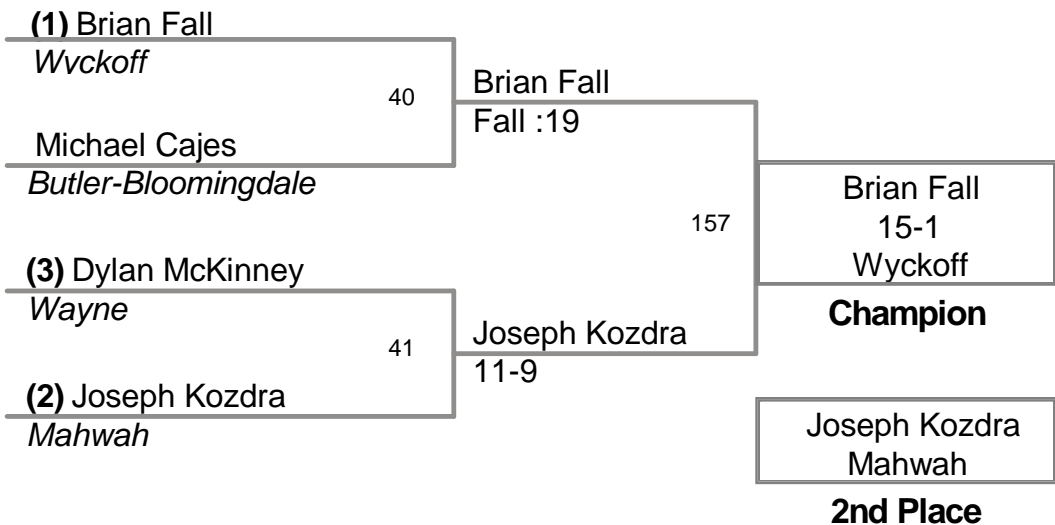 (1) Brian Fall
Wyckoff
40
Michael Cajes
Butler-Bloomingdale
Brian Fall
Fall :19
(3) Dylan McKinney
Wayne
41
(2) Joseph Kozdra
Mahwah
Joseph Kozdra
11-9
157
Brian Fall
15-1
Wyckoff
Champion
Joseph Kozdra
Mahwah
2nd Place